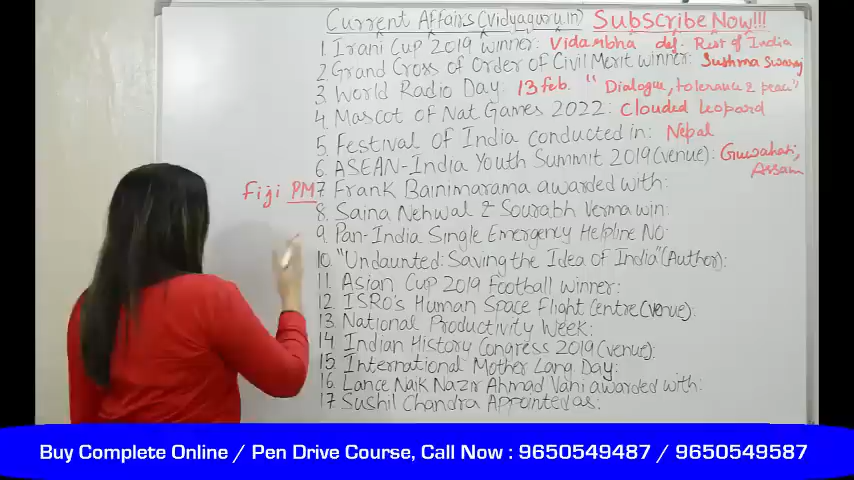 Current Affairs (Vidyaguru.in) Subscribe Now!!!
1. Irani Cup 2019 winner: Vidarbha def. Rest of India
2. Grand Cross of Order of Civil Merit winner: Sushma Swaraj
3. World Radio Day: 13 feb. "Dialogue, tolerance & peace"
4. Mascot of Nat Games 2022: Clouded leopard
5. Festival of India conducted in: Nepal
6. ASEAN-India Youth Summit 2019 (venue): Guwahati, Assam
Fiji PM 7. Frank Bainimarama awarded with:
8. Saina Nehwal & Sourabh Verma win:
9. Pan-India Single Emergency Helpline No:
10. "Undaunted: Saving the Idea of India" (Author):
11. Asian Cup 2019 Football winner:
12. ISRO's Human Space Flight Centre (venue):
13. National Productivity Week:
14. Indian History Congress 2019 (venue):
15. International Mother Lang Day:
16. Lance Naik Nazir Ahmad Vani awarded with:
17. Sushil Chandra Appointed as:
Buy Complete Online / Pen Drive Course, Call Now : 9650549487 / 9650549587